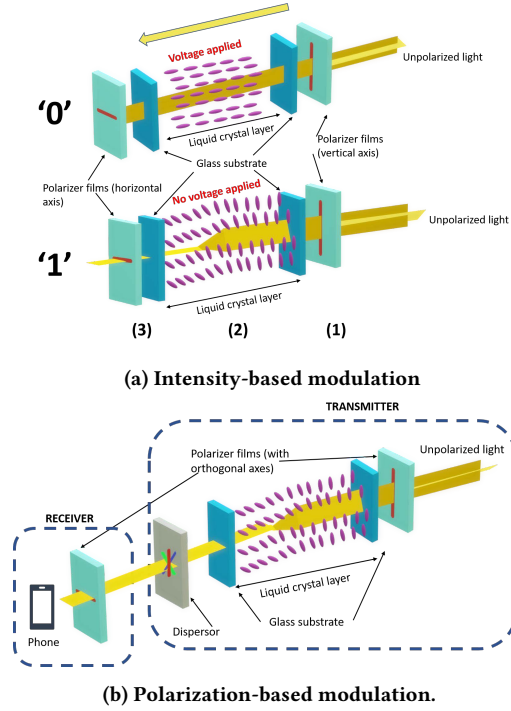 Voltage applied
Unpolarized light
‘0’
Liquid crystal layer
Glass substrate
Polarizer films
(vertical axis)
Polarizer films (horizontal
axis)
No voltage applied
Unpolarized light
‘1’
Liquid crystal layer
(3)
(2)
(1)
(a) Intensity-based modulation
TRANSMITTER
Polarizer films (with
orthogonal axes)
Unpolarized light
RECEIVER
Liquid crystal layer
Phone
Dispersor
Glass substrate
(b) Polarization-based modulation.